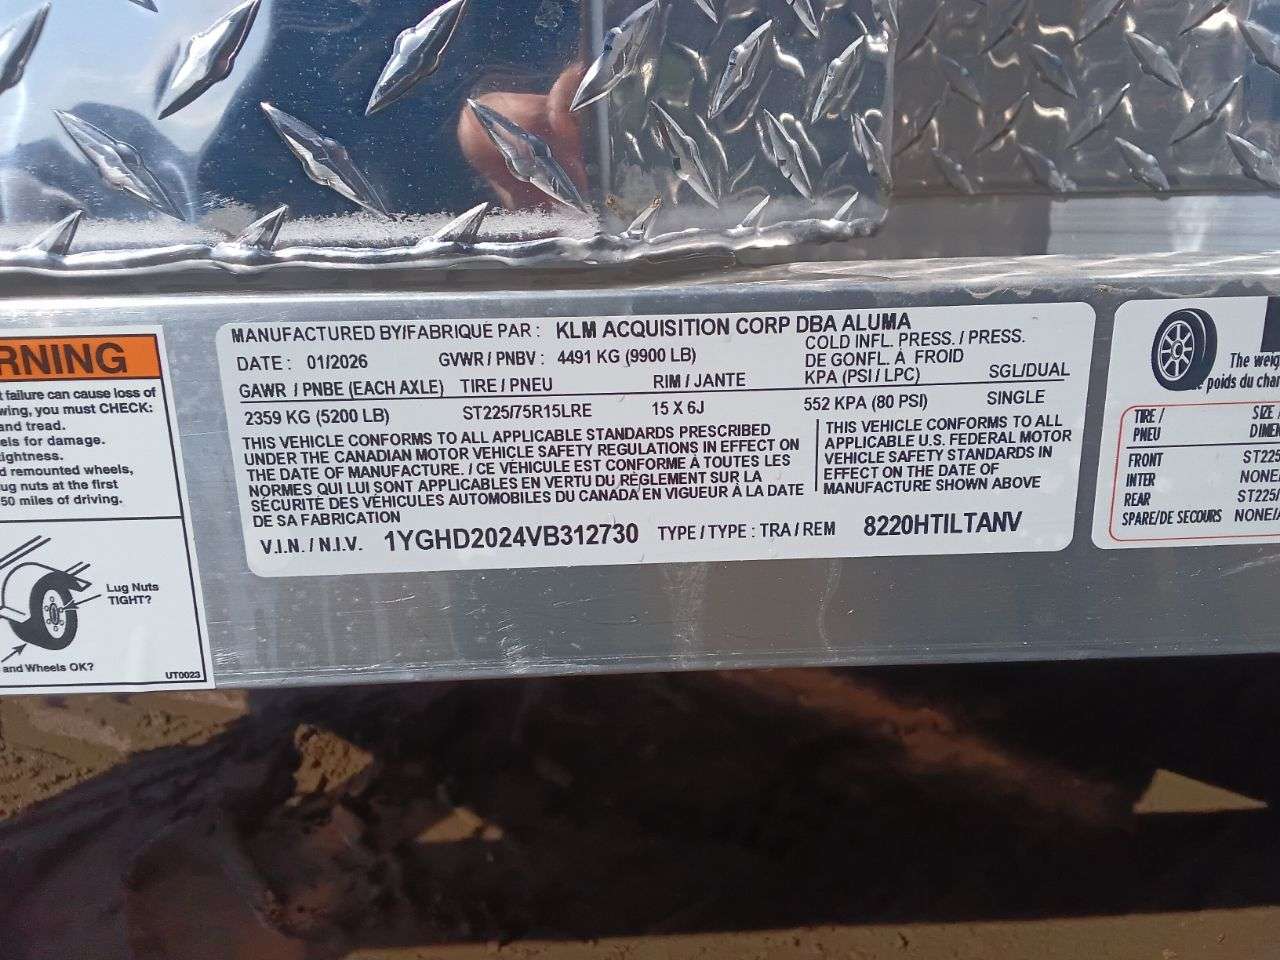 RNING
t failure can cause loss of
wing, you must CHECK:
and tread.
els for damage.
tightness.
d remounted wheels,
ug nuts at the first
50 miles of driving.
Lug Nuts
TIGHT?
and Wheels OK?
UT0023
MANUFACTURED BY/FABRIQUÉ PAR : KLM ACQUISITION CORP DBA ALUMA
DATE : 01/2026 GVWR / PNBV : 4491 KG (9900 LB) COLD INFL. PRESS. / PRESS.
DE GONFL. À FROID
GAWR / PNBE (EACH AXLE) TIRE / PNEU RIM / JANTE KPA (PSI / LPC) SGL/DUAL
2359 KG (5200 LB) ST225/75R15LRE 15 X 6J 552 KPA (80 PSI) SINGLE
THIS VEHICLE CONFORMS TO ALL APPLICABLE STANDARDS PRESCRIBED
UNDER THE CANADIAN MOTOR VEHICLE SAFETY REGULATIONS IN EFFECT ON
THE DATE OF MANUFACTURE. / CE VÉHICULE EST CONFORME À TOUTES LES
NORMES QUI LUI SONT APPLICABLES EN VERTU DU RÈGLEMENT SUR LA
SÉCURITÉ DES VÉHICULES AUTOMOBILES DU CANADA EN VIGUEUR À LA DATE
DE SA FABRICATION
THIS VEHICLE CONFORMS TO ALL
APPLICABLE U.S. FEDERAL MOTOR
VEHICLE SAFETY STANDARDS IN
EFFECT ON THE DATE OF
MANUFACTURE SHOWN ABOVE
V.I.N. / N.I.V. 1YGHD2024VB312730 TYPE / TYPE : TRA / REM 8220HTILTANV
The weig
e poids du char
TIRE / SIZE /
PNEU DIMEN
FRONT ST225
INTER NONE/
REAR ST225/
SPARE/DE SECOURS NONE/A